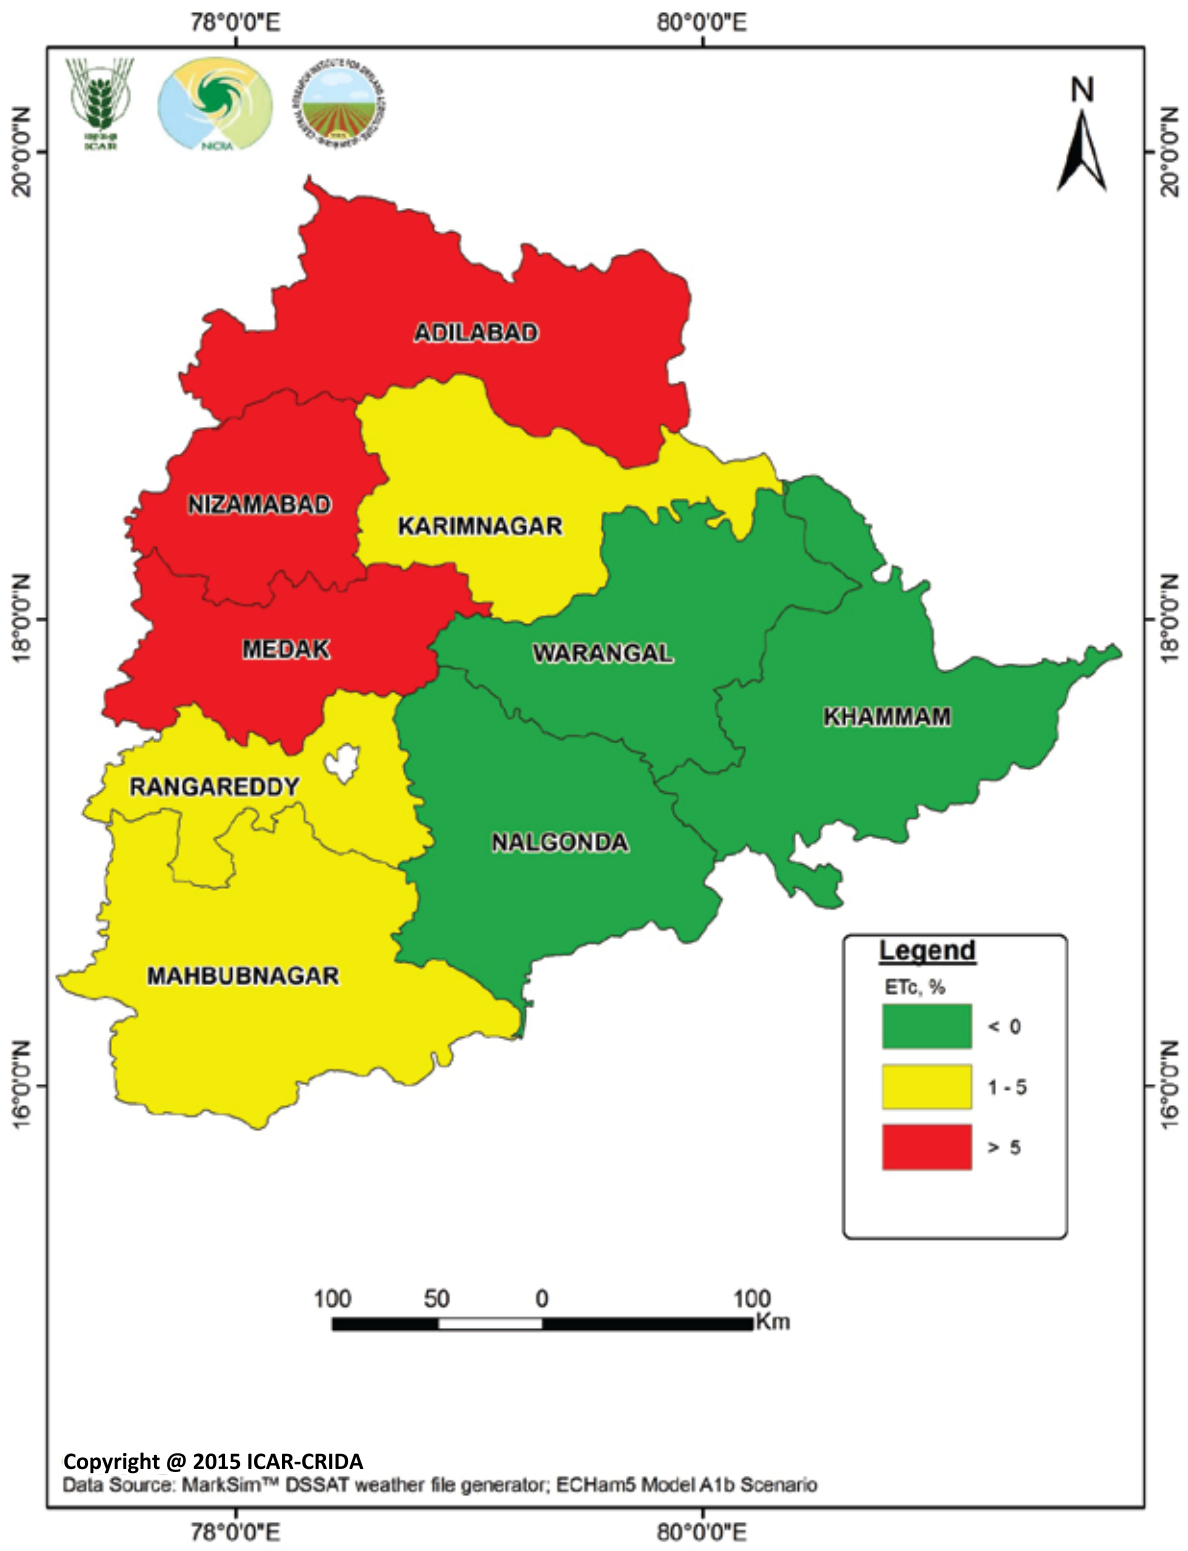 78°0'0"E 80°0'0"E
20°0'0"N 20°0'0"N
ICAR
NICRA
N
ADILABAD
NIZAMABAD
KARIMNAGAR
18°0'0"N 18°0'0"N
MEDAK
WARANGAL
KHAMMAM
RANGAREDDY
NALGONDA
MAHBUBNAGAR
16°0'0"N 16°0'0"N
Legend
ETc, %
< 0
1 - 5
> 5
100 50 0 100
Km
Copyright @ 2015 ICAR-CRIDA
Data Source: MarkSim™ DSSAT weather file generator; ECHam5 Model A1b Scenario
78°0'0"E 80°0'0"E